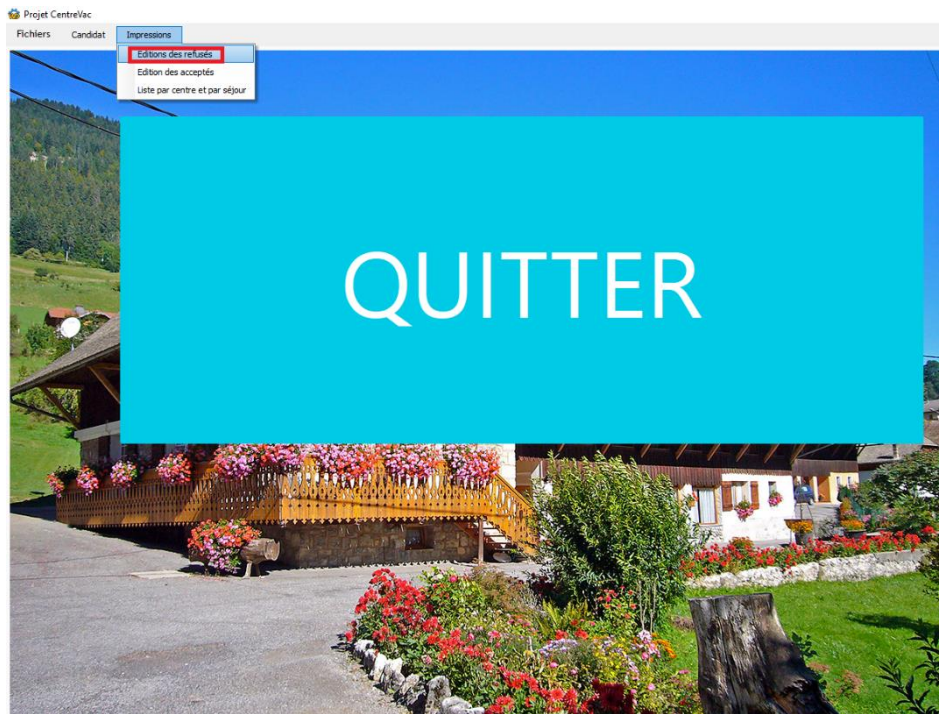 Projet CentreVac
Fichiers Candidat Impressions
Editions des refusés
Edition des acceptés
Liste par centre et par séjour
QUITTER